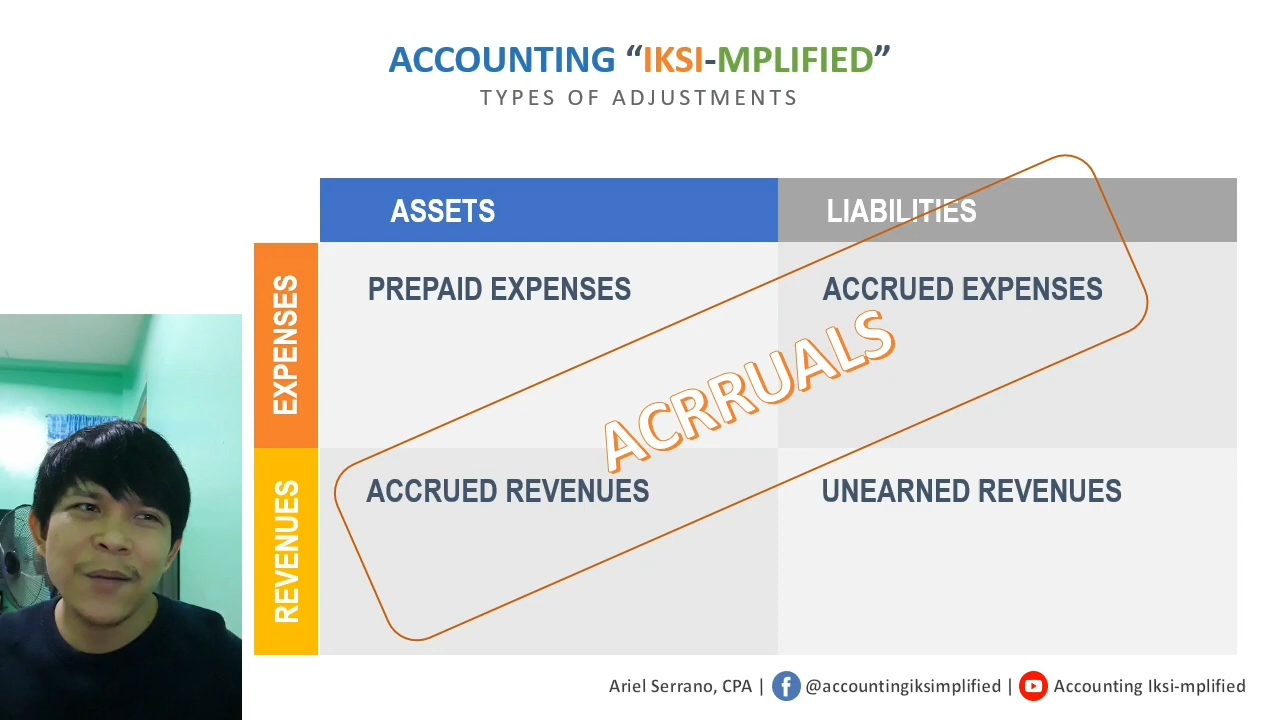 ACCOUNTING “IKSI-MPLIFIED”
TYPES OF ADJUSTMENTS
ASSETS
LIABILITIES
EXPENSES
PREPAID EXPENSES
ACCRUED EXPENSES
ACRRUALS
REVENUES
ACCRUED REVENUES
UNEARNED REVENUES
Ariel Serrano, CPA | @accountingiksimplified | Accounting Iksi-mplified